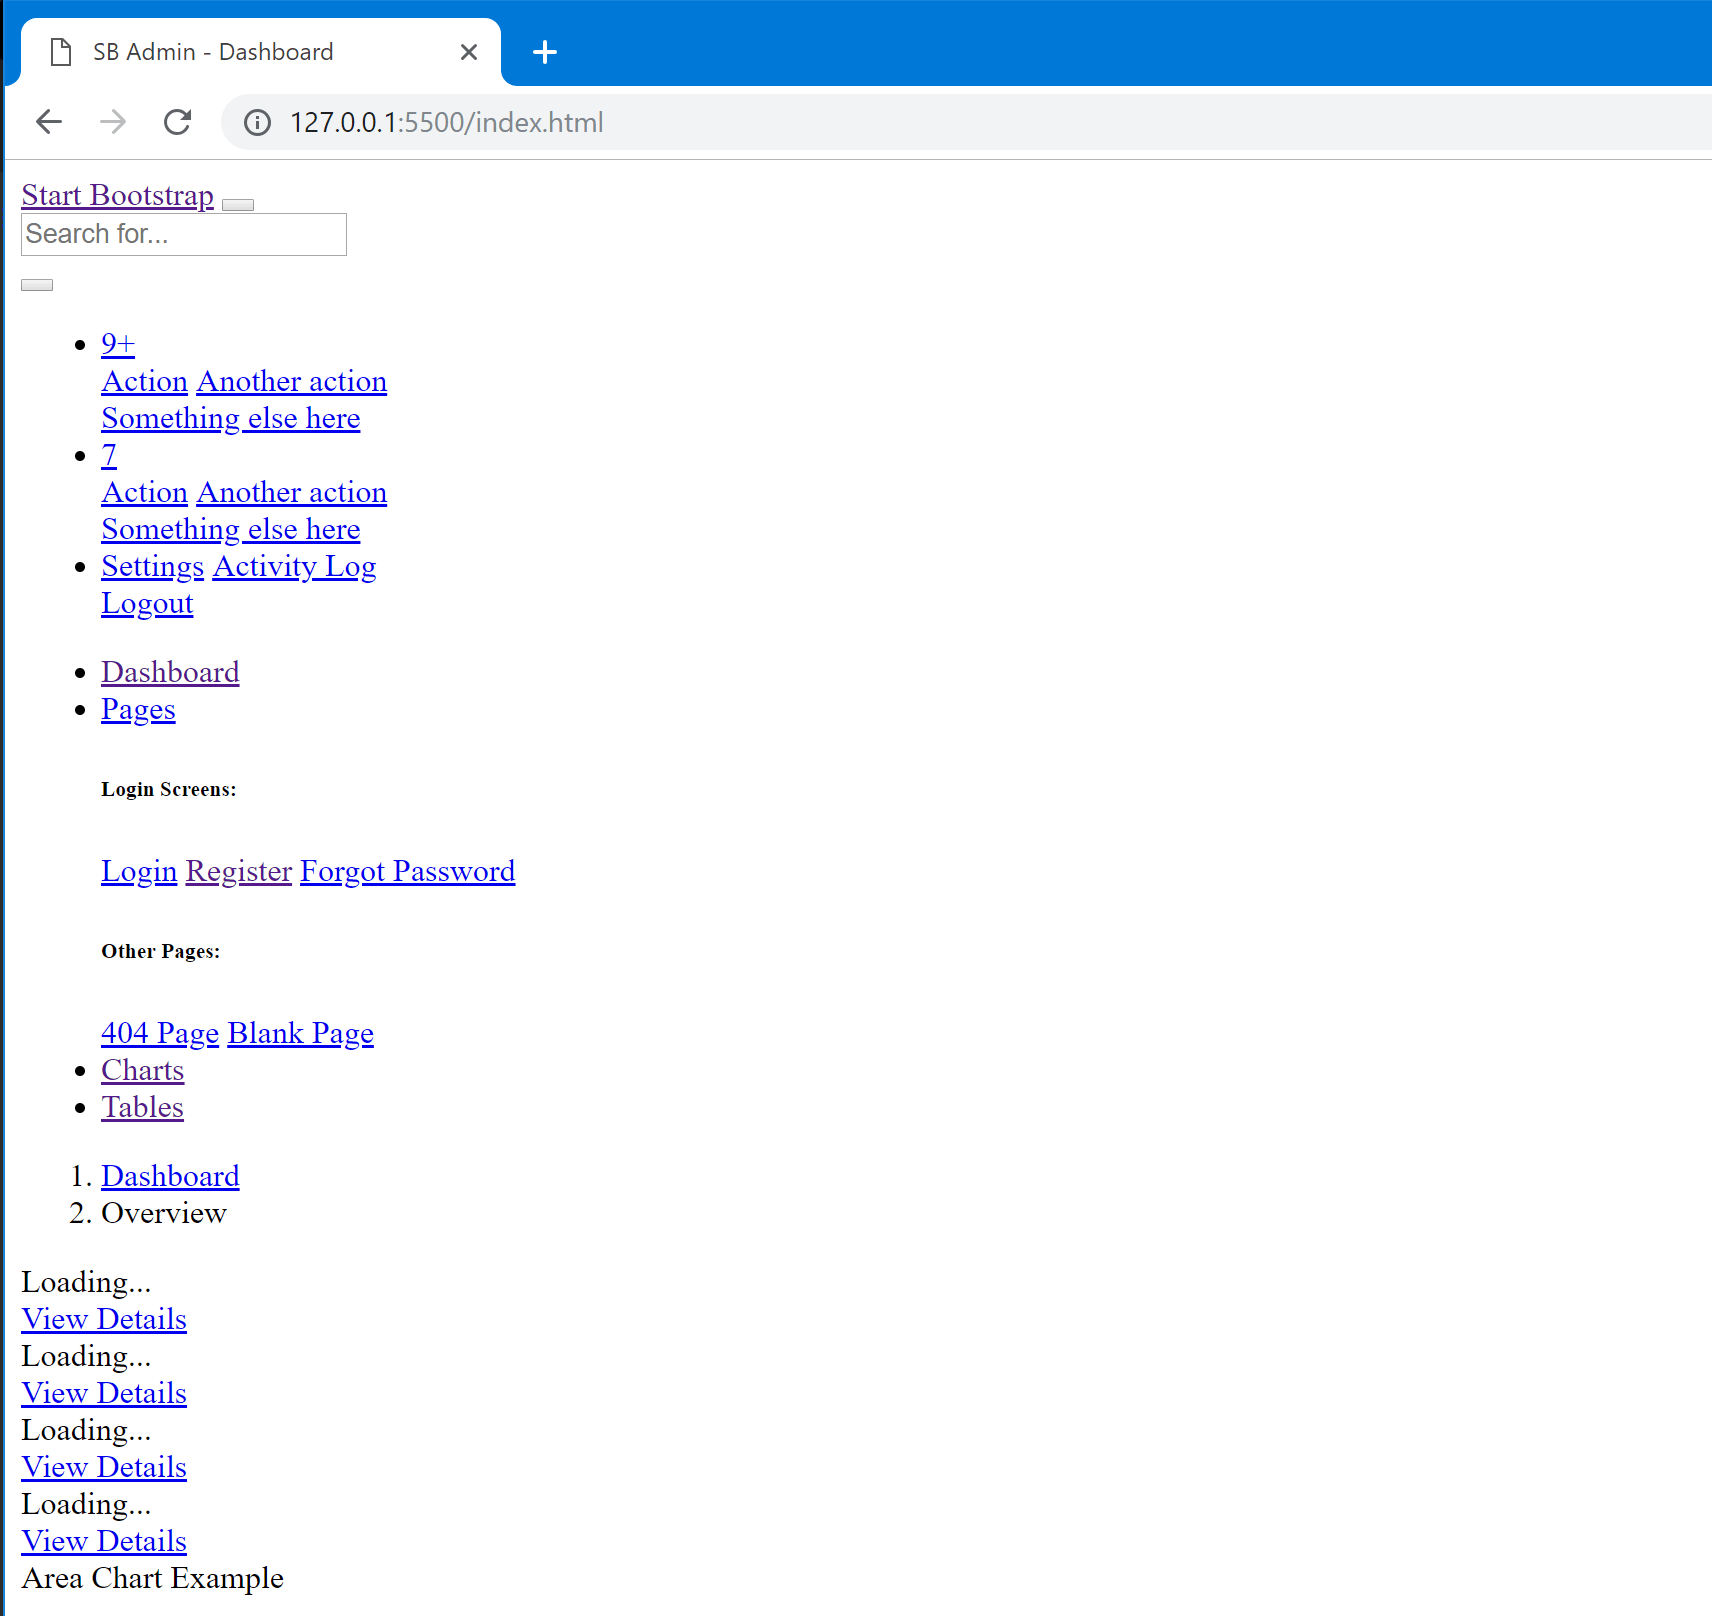 SB Admin - Dashboard
127.0.0.1:5500/index.html
Start Bootstrap
Search for...
9+
Action Another action
Something else here
7
Action Another action
Something else here
Settings Activity Log
Logout
Dashboard
Pages
Login Screens:
Login Register Forgot Password
Other Pages:
404 Page Blank Page
Charts
Tables
1. Dashboard
2. Overview
Loading...
View Details
Loading...
View Details
Loading...
View Details
Loading...
View Details
Area Chart Example